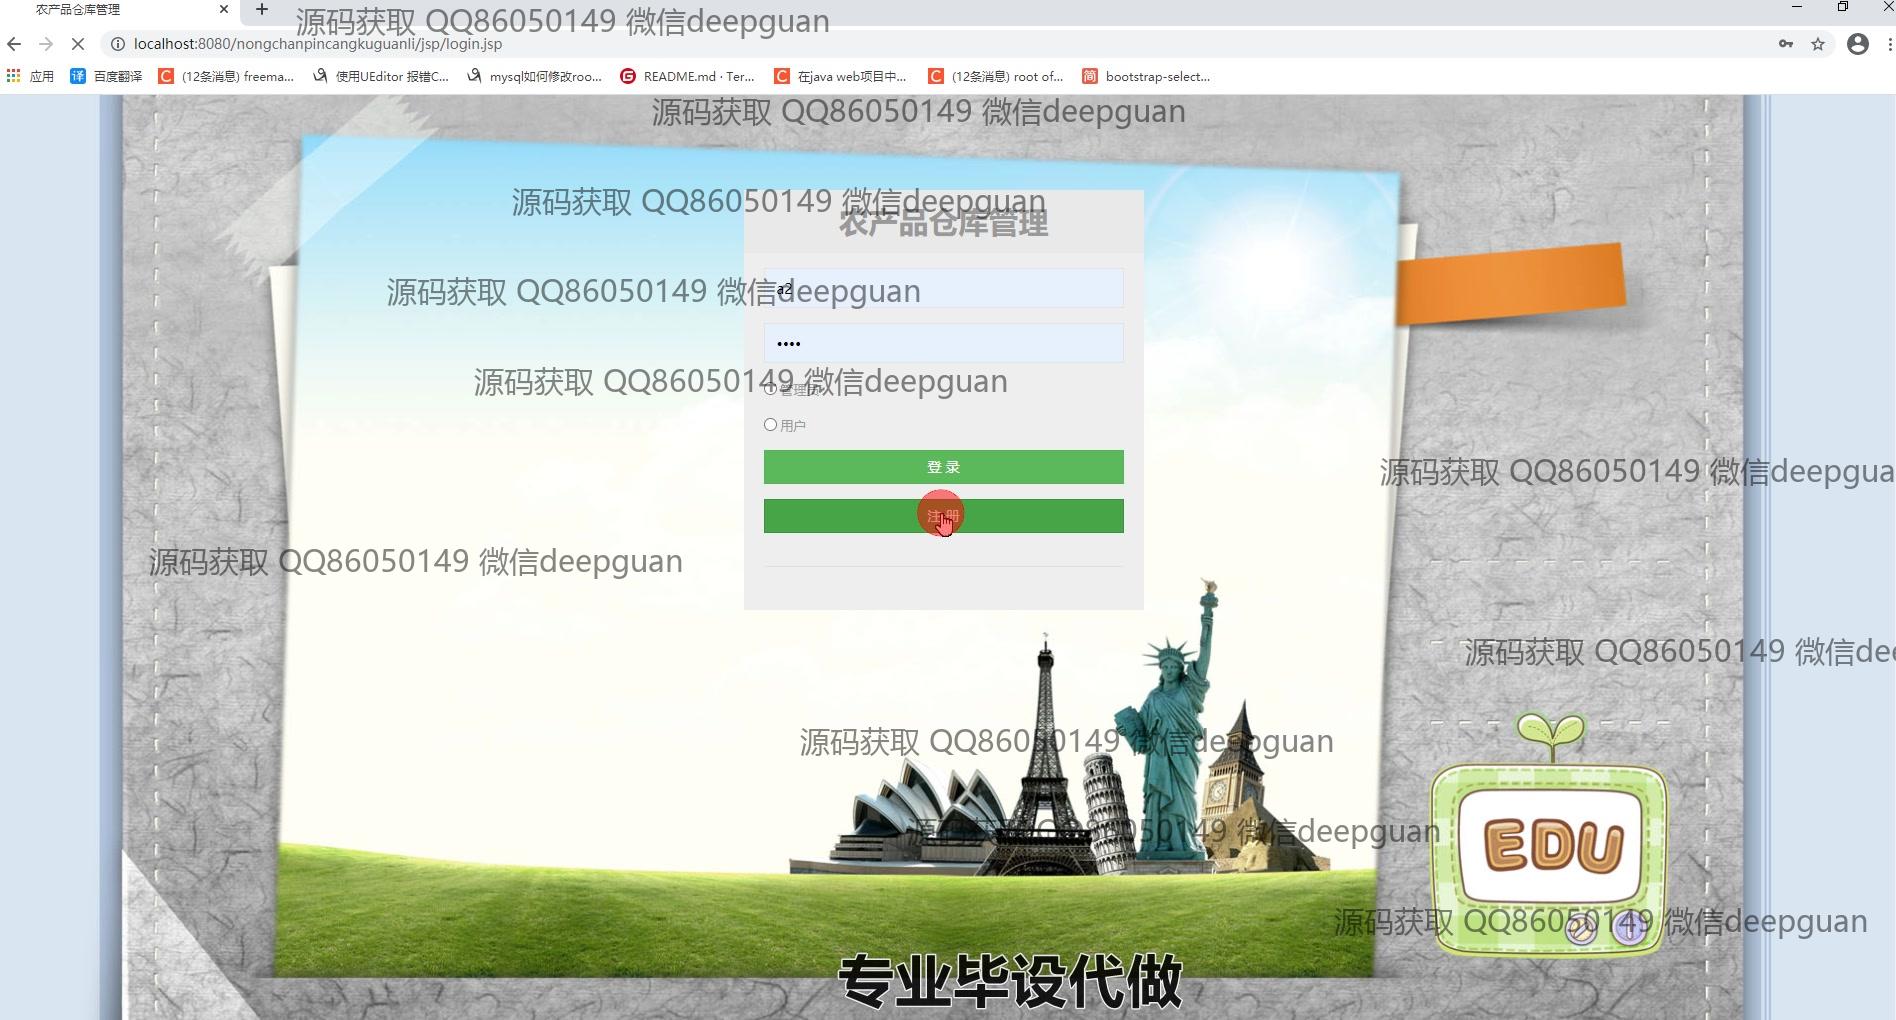 农产品仓库管理
源码获取 QQ86050149 微信deepguan
localhost:8080/nongchanpincangkuguanli/jsp/login.jsp
应用 百度翻译 (12条消息) freema... 使用UEditor 报错C... mysql如何修改roo... README.md · Ter... 在java web项目中... (12条消息) root of... bootstrap-select...
源码获取 QQ86050149 微信deepguan
源码获取 QQ86050149 微信deepguan
农产品仓库管理
源码获取 QQ86050149 微信deepguan
a2
源码获取 QQ86050149 微信deepguan
管理员
用户
登 录
源码获取 QQ86050149 微信deepgua
注 册
源码获取 QQ86050149 微信deepguan
源码获取 QQ86050149 微信dee
源码获取 QQ86050149 微信deepguan
源码获取 QQ86050149 微信deepguan
EDU
源码获取 QQ86050149 微信deepguan
专业毕设代做